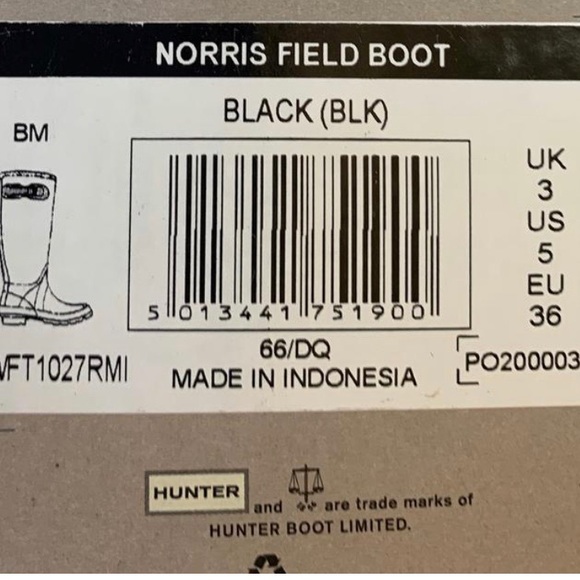 NORRIS FIELD BOOT
BLACK (BLK)
BM
UK
3
US
5
EU
36
5 013441 751900
66/DQ
MADE IN INDONESIA
WFT1027RMI
PO200003
HUNTER and are trade marks of
HUNTER BOOT LIMITED.